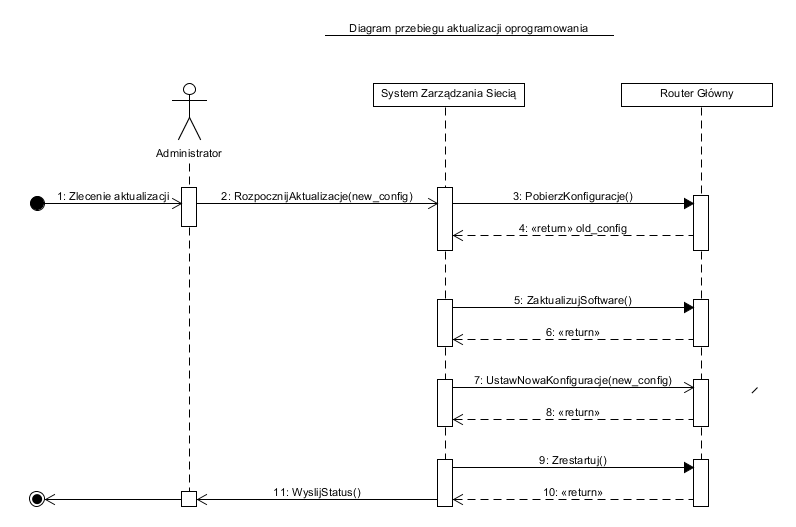 Diagram przebiegu aktualizacji oprogramowania
System Zarządzania Siecią
Router Główny
Administrator
1: Zlecenie aktualizacji
2: RozpocznijAktualizacje(new_config)
3: PobierzKonfiguracje()
4: «return» old_config
5: ZaktualizujSoftware()
6: «return»
7: UstawNowaKonfiguracje(new_config)
8: «return»
9: Zrestartuj()
11: WyslijStatus()
10: «return»